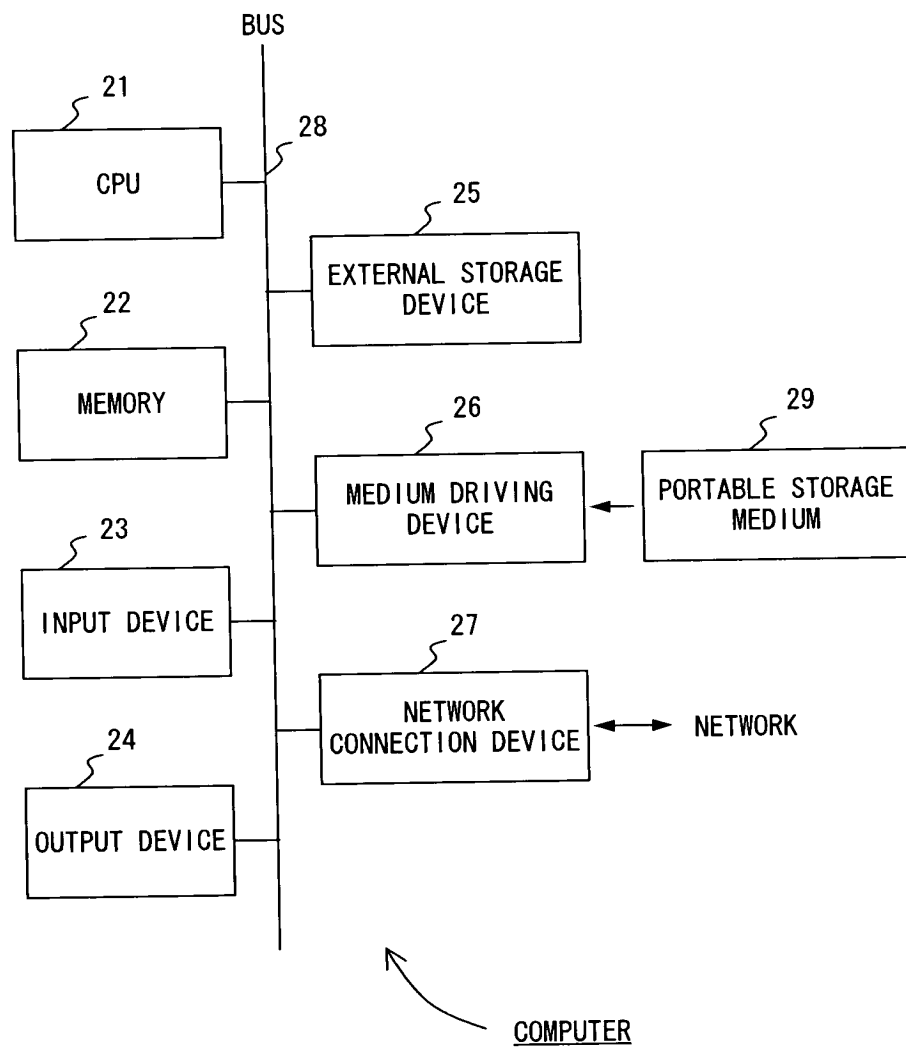 BUS
21
CPU
28
25
EXTERNAL STORAGE
DEVICE
22
MEMORY
26
MEDIUM DRIVING
DEVICE
29
PORTABLE STORAGE
MEDIUM
23
INPUT DEVICE
27
NETWORK
CONNECTION DEVICE
NETWORK
24
OUTPUT DEVICE
COMPUTER